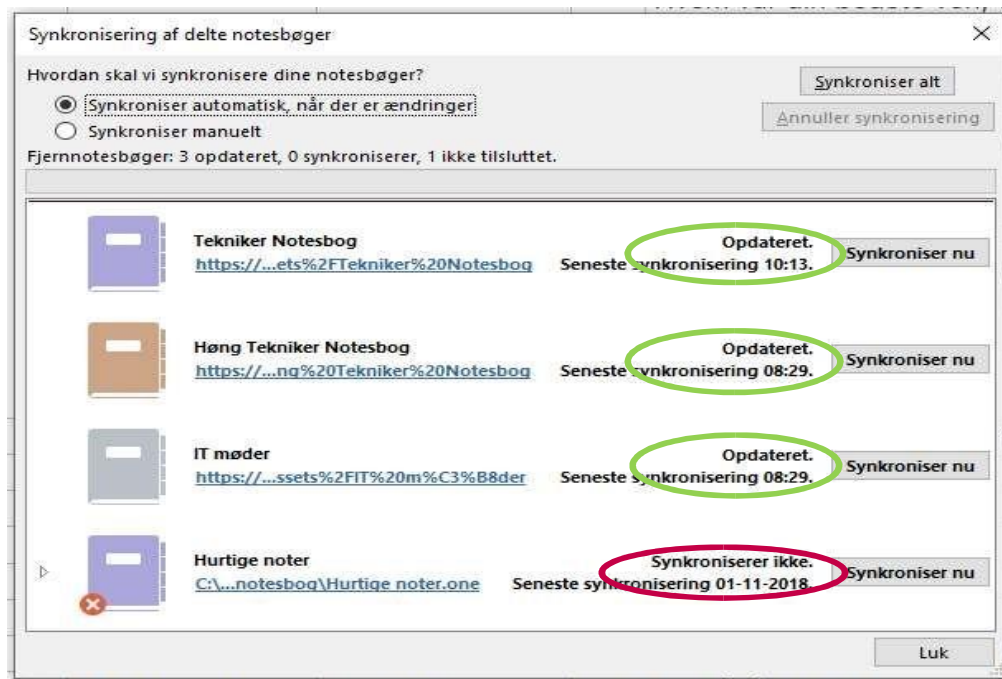 Synkronisering af delte notesbøger
Hvordan skal vi synkronisere dine notesbøger?
Synkroniser alt
Synkroniser automatisk, når der er ændringer
Annuller synkronisering
Synkroniser manuelt
Fjernnotesbøger: 3 opdateret, 0 synkroniserer, 1 ikke tilsluttet.
Tekniker Notesbog
Opdateret.
https://...ets%2FTekniker%20Notesbog
Seneste synkronisering 10:13.
Synkroniser nu
Høng Tekniker Notesbog
Opdateret.
https://...ng%20Tekniker%20Notesbog
Seneste synkronisering 08:29.
Synkroniser nu
IT møder
Opdateret.
https://...ssets%2FIT%20m%C3%B8der
Seneste synkronisering 08:29.
Synkroniser nu
Hurtige noter
Synkroniserer ikke.
C:\...notesbog\Hurtige noter.one
Seneste synkronisering 01-11-2018.
Synkroniser nu
Luk